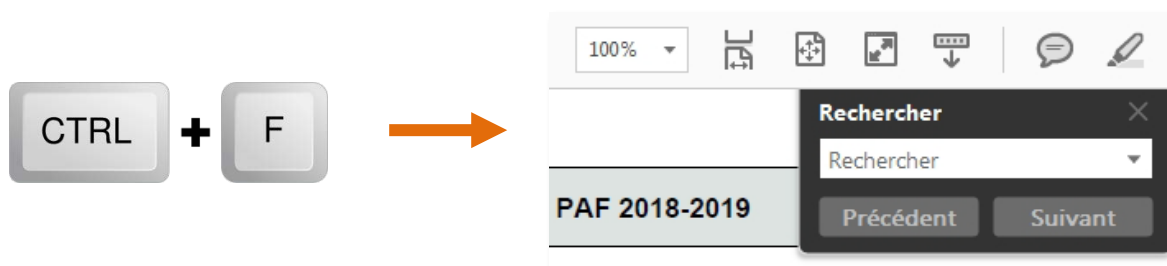 100%
CTRL + F
Rechercher
Rechercher
PAF 2018-2019
Précédent Suivant